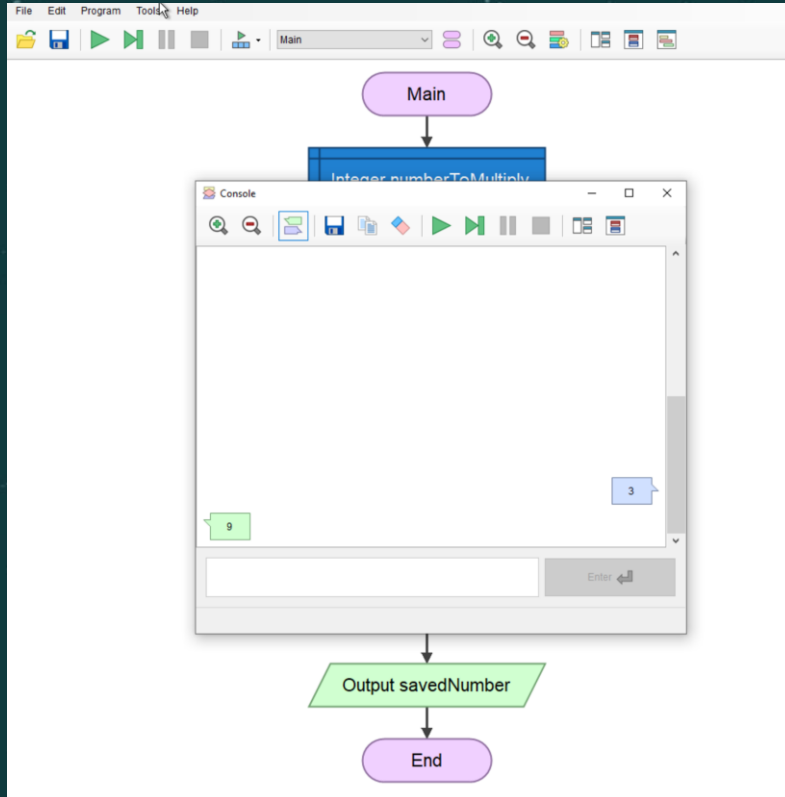 File Edit Program Tools Help
Main
Main
Integer numberToMultiply
Console
3
9
Enter
Output savedNumber
End